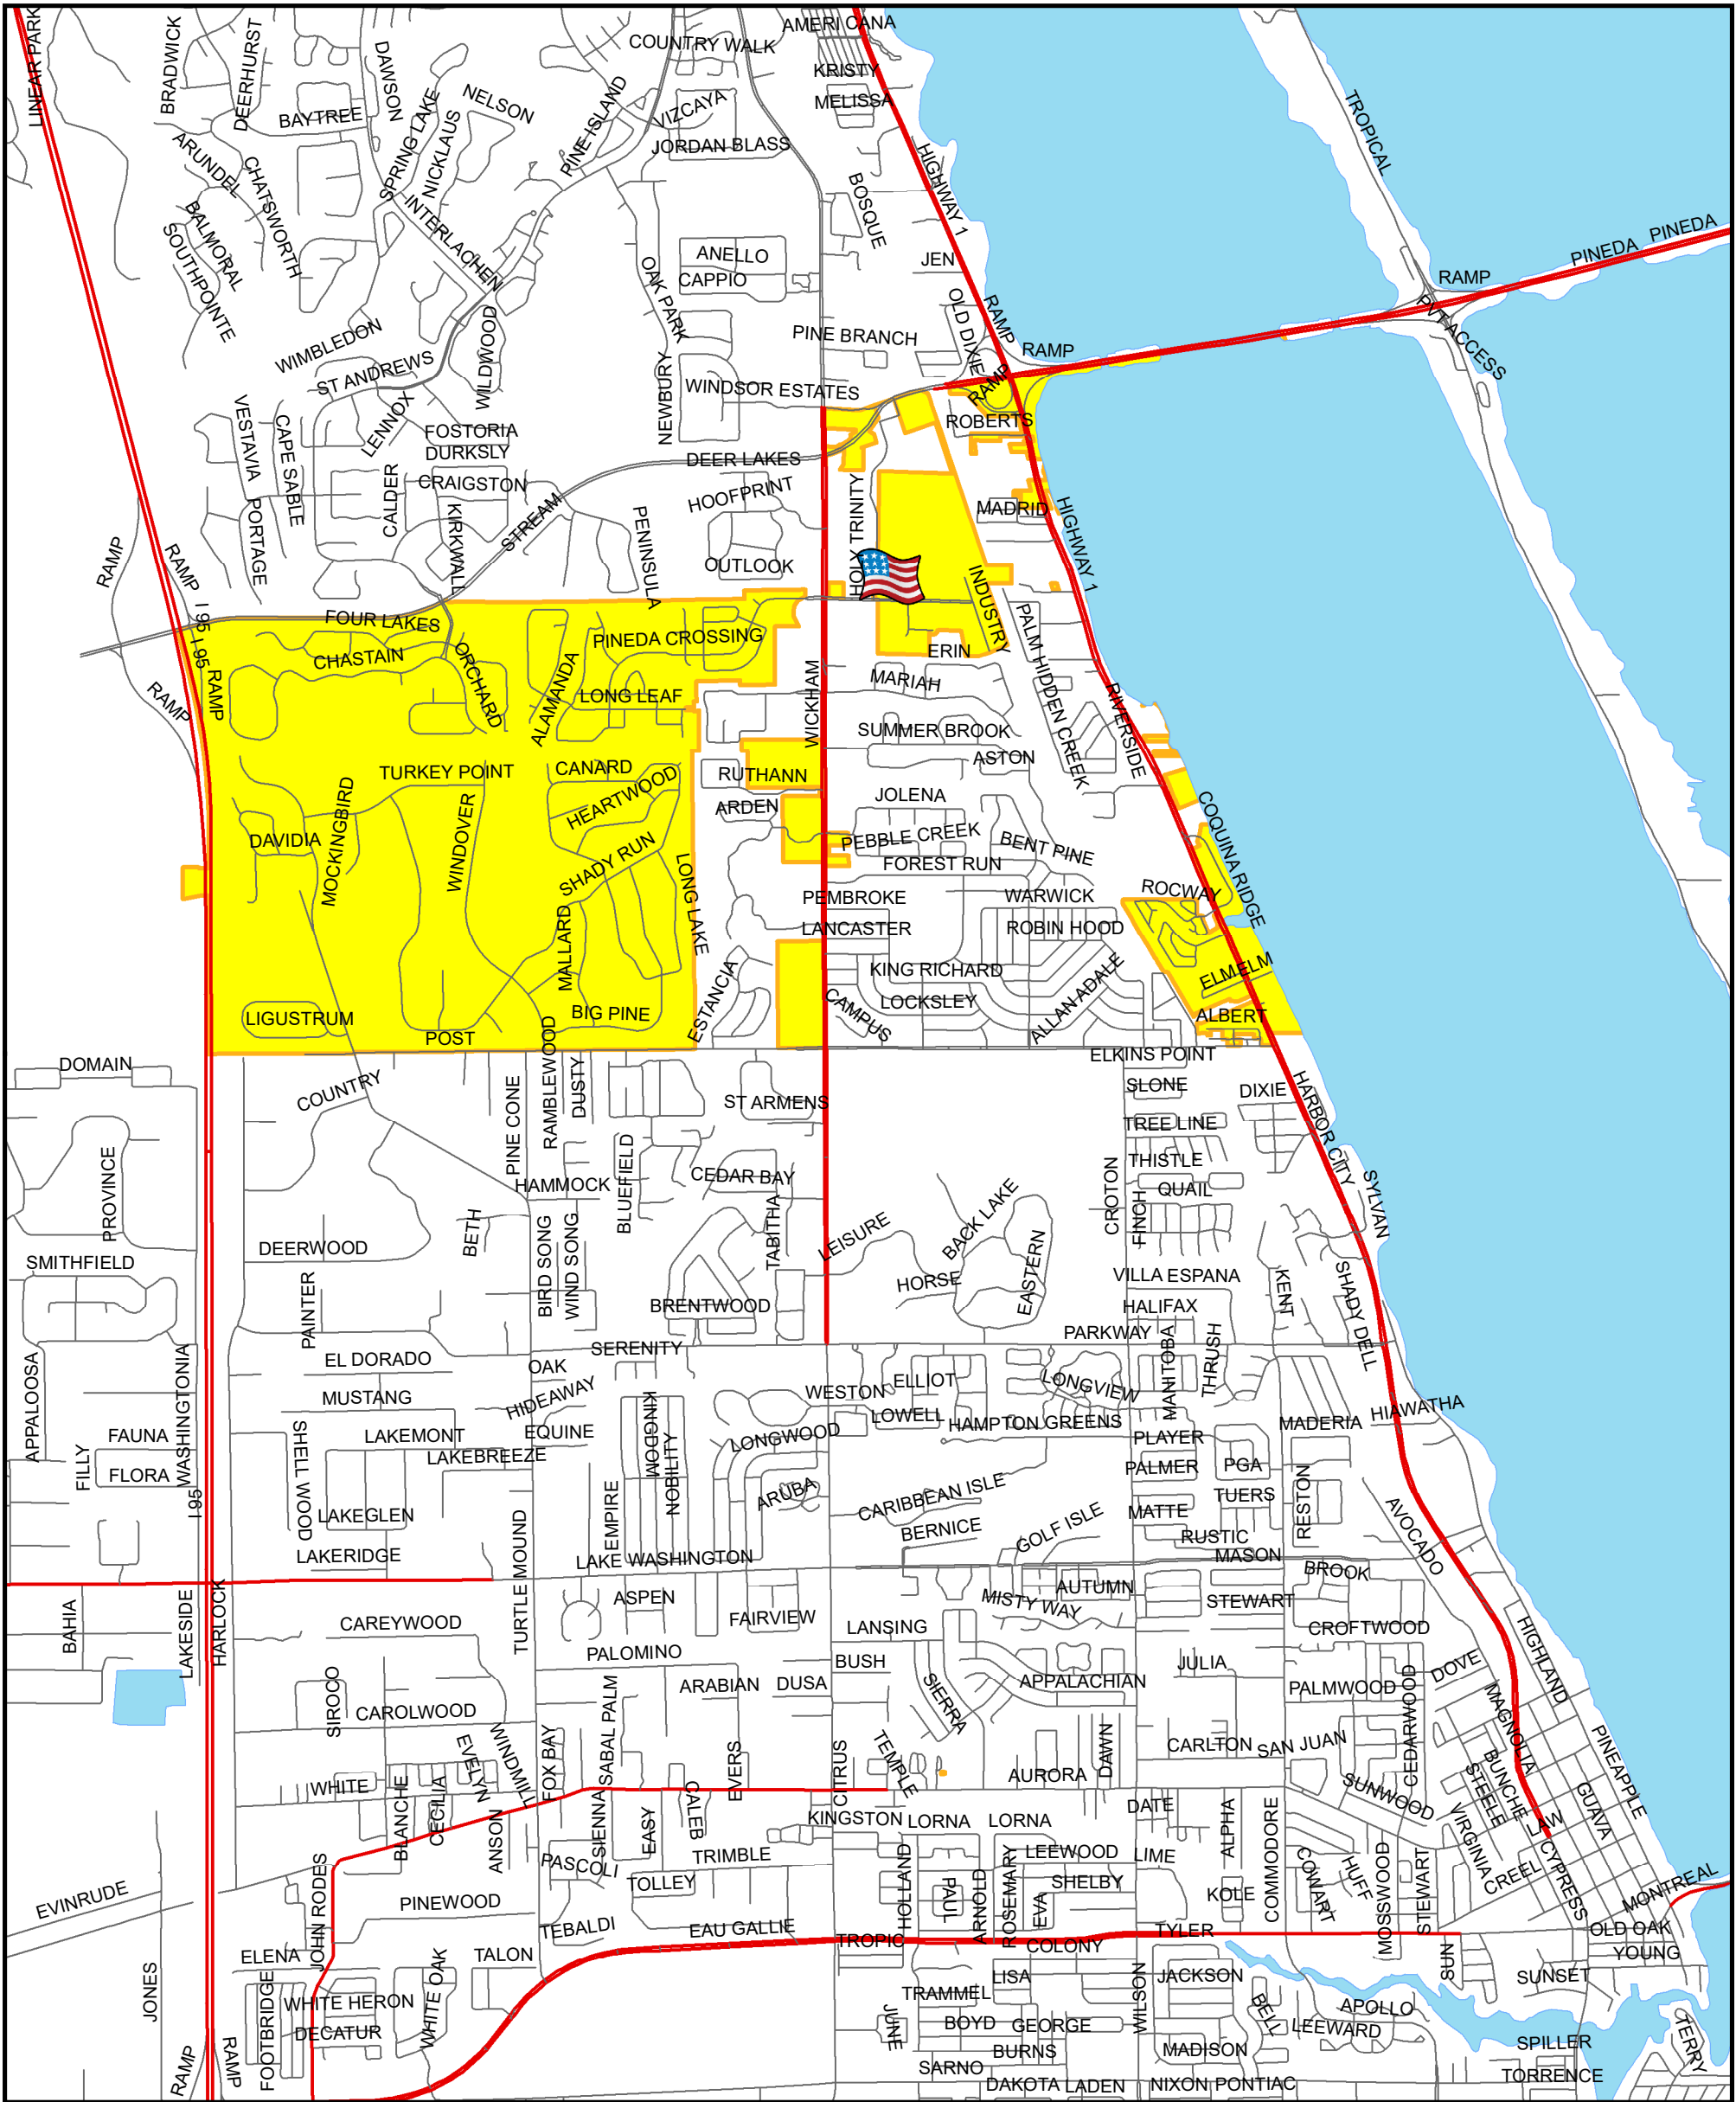 LINEAR PARK
BRADWICK
DEERHURST
DAWSON
COUNTRY WALK
AMERI CANA
KRISTY
MELISSA
BAYTREE
SPRING LAKE
NICKLAUS
NELSON
PINE ISLAND
VIZCAYA
JORDAN BLASS
TROPICAL
ARUNDEL
CHATSWORTH
BALMORAL
SOUTHPOINTE
INTERLACHEN
BOSQUE
HIGHWAY 1
ANELLO
CAPPIO
OAK PARK
JEN
OLD DIXIE
RAMP
RAMP
PINEDA
PINEDA
RAMP
PVT ACCESS
WIMBLEDON
ST ANDREWS
WILDWOOD
PINE BRANCH
RAMP
WINDSOR ESTATES
NEWBURY
VESTAVIA
CAPE SABLE
LENNOX
FOSTORIA
DURKSLY
CRAIGSTON
CALDER
KIRKWALL
PORTAGE
STREAM
DEER LAKES
HOOFPRINT
OUTLOOK
PENINSULA
HOLY TRINITY
ROBERTS
MADRID
HIGHWAY 1
INDUSTRY
RAMP
RAMP
I 95
I 95
RAMP
RAMP
FOUR LAKES
CHASTAIN
ORCHARD
ALAMANDA
PINEDA CROSSING
LONG LEAF
WICKHAM
ERIN
MARIAH
PALM HIDDEN CREEK
RIVERSIDE
SUMMER BROOK
ASTON
TURKEY POINT
CANARD
HEARTWOOD
RUTHANN
ARDEN
JOLENA
PEBBLE CREEK
BENT PINE
FOREST RUN
COQUINA RIDGE
DAVIDIA
MOCKINGBIRD
WINDOVER
SHADY RUN
MALLARD
LONG LAKE
PEMBROKE
LANCASTER
WARWICK
ROBIN HOOD
ROCWAY
KING RICHARD
LOCKSLEY
ALLAN ADALE
ELMELM
ALBERT
LIGUSTRUM
POST
BIG PINE
ESTANCIA
CAMPUS
ELKINS POINT
DOMAIN
COUNTRY
PINE CONE
RAMBLEWOOD
DUSTY
ST ARMENS
SLONE
DIXIE
TREE LINE
HARBOR CITY
PROVINCE
HAMMOCK
BLUEFIELD
CEDAR BAY
TABITHA
THISTLE
QUAIL
CROTON
FINCH
SYLVAN
SMITHFIELD
DEERWOOD
BETH
BIRD SONG
WIND SONG
LEISURE
BACK LAKE
HORSE
EASTERN
VILLA ESPANA
HALIFAX
KENT
SHADY DELL
PAINTER
BRENTWOOD
SERENITY
PARKWAY
MANITOBA
THRUSH
APPALOOSA
WASHINGTONIA
EL DORADO
OAK
MUSTANG
HIDEAWAY
WESTON
ELLIOT
LOWELL
LONGVIEW
HAMPTON GREENS
HIAWATHA
MADERIA
FAUNA
FILLY
FLORA
SHELL WOOD
LAKEMONT
LAKEBREEZE
EQUINE
KINGDOM
NOBILITY
LONGWOOD
PLAYER
PALMER
PGA
I 95
LAKEGLEN
LAKERIDGE
TURTLE MOUND
EMPIRE
ARUBA
CARIBBEAN ISLE
BERNICE
GOLF ISLE
MATTE
TUERS
RUSTIC
RESTON
AVOCADO
LAKE WASHINGTON
MASON
BROOK
BAHIA
LAKESIDE
HARLOCK
CAREYWOOD
ASPEN
FAIRVIEW
LANSING
MISTY WAY
AUTUMN
STEWART
CROFTWOOD
HIGHLAND
PALOMINO
BUSH
ARABIAN
DUSA
SIERRA
APPALACHIAN
JULIA
PALMWOOD
DOVE
CEDARWOOD
SIROCO
CAROLWOOD
WINDMILL
EVELYN
FOX BAY
SABAL PALM
EVERS
CITRUS
TEMPLE
AURORA
DAWN
CARLTON
SAN JUAN
MAGNOLIA
PINEAPPLE
WHITE
BLANCHE
CECILIA
ANSON
SIENNA
EASY
CALEB
KINGSTON
LORNA
LORNA
DATE
ALPHA
COMMODORE
SUNWOOD
BUNCHE
STEELE
VIRGINIA
LAW
GUAVA
PASCOLI
TRIMBLE
TOLLEY
HOLLAND
PAUL
ARNOLD
ROSEMARY
EVA
LEEWOOD
SHELBY
LIME
KOLE
COWART
HUFF
MOSSWOOD
STEWART
CREEL
CYPRESS
MONTREAL
EVINRUDE
JOHN RODES
PINEWOOD
TEBALDI
EAU GALLIE
TROPIC
COLONY
TYLER
OLD OAK
YOUNG
ELENA
TALON
JONES
FOOTBRIDGE
WHITE HERON
DECATUR
WHITE OAK
LISA
TRAMMEL
JUNE
BOYD
GEORGE
BURNS
SARNO
WILSON
JACKSON
MADISON
BELL
APOLLO
LEEWARD
SUN
SUNSET
SPILLER
TERRY
TORRENCE
RAMP
RAMP
DAKOTA
LADEN
NIXON
PONTIAC